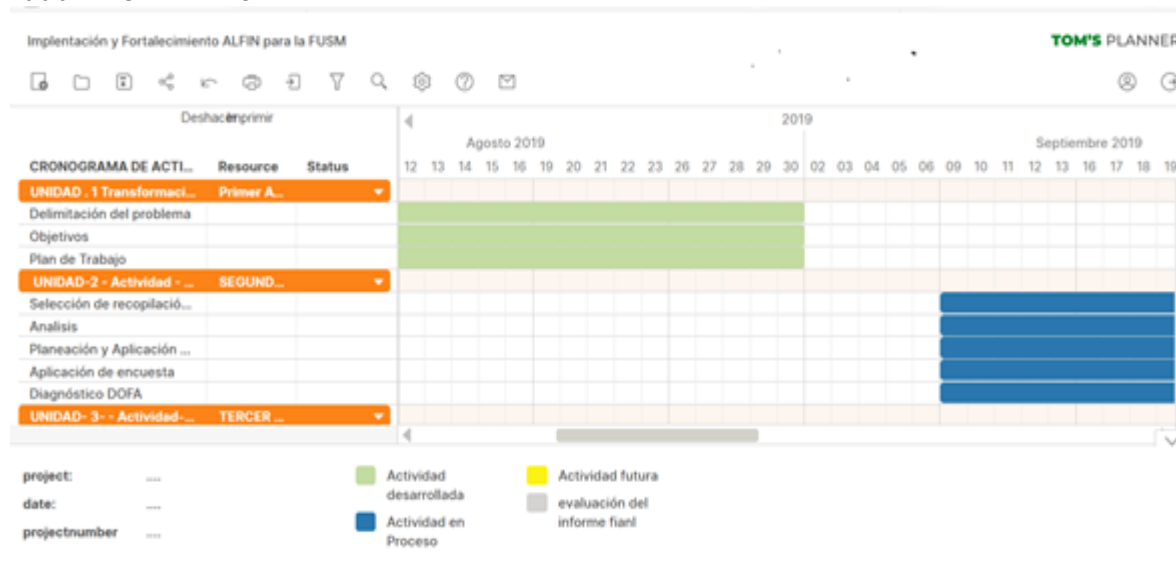 Implentación y Fortalecimiento ALFIN para la FUSM
TOM'S PLANNER
Deshacer Imprimir
2019
Agosto 2019 Septiembre 2019
CRONOGRAMA DE ACTI... Resource Status 12 13 14 15 16 19 20 21 22 23 26 27 28 29 30 02 03 04 05 06 09 10 11 12 13 16 17 18 19
UNIDAD . 1 Transformaci... Primer A...
Delimitación del problema
Objetivos
Plan de Trabajo
UNIDAD-2 - Actividad - ... SEGUND...
Selección de recopilació...
Analisis
Planeación y Aplicación ...
Aplicación de encuesta
Diagnóstico DOFA
UNIDAD- 3- - Actividad-... TERCER ...
project: ....
date: ....
projectnumber ....
Actividad desarrollada
Actividad en Proceso
Actividad futura
evaluación del informe fianl